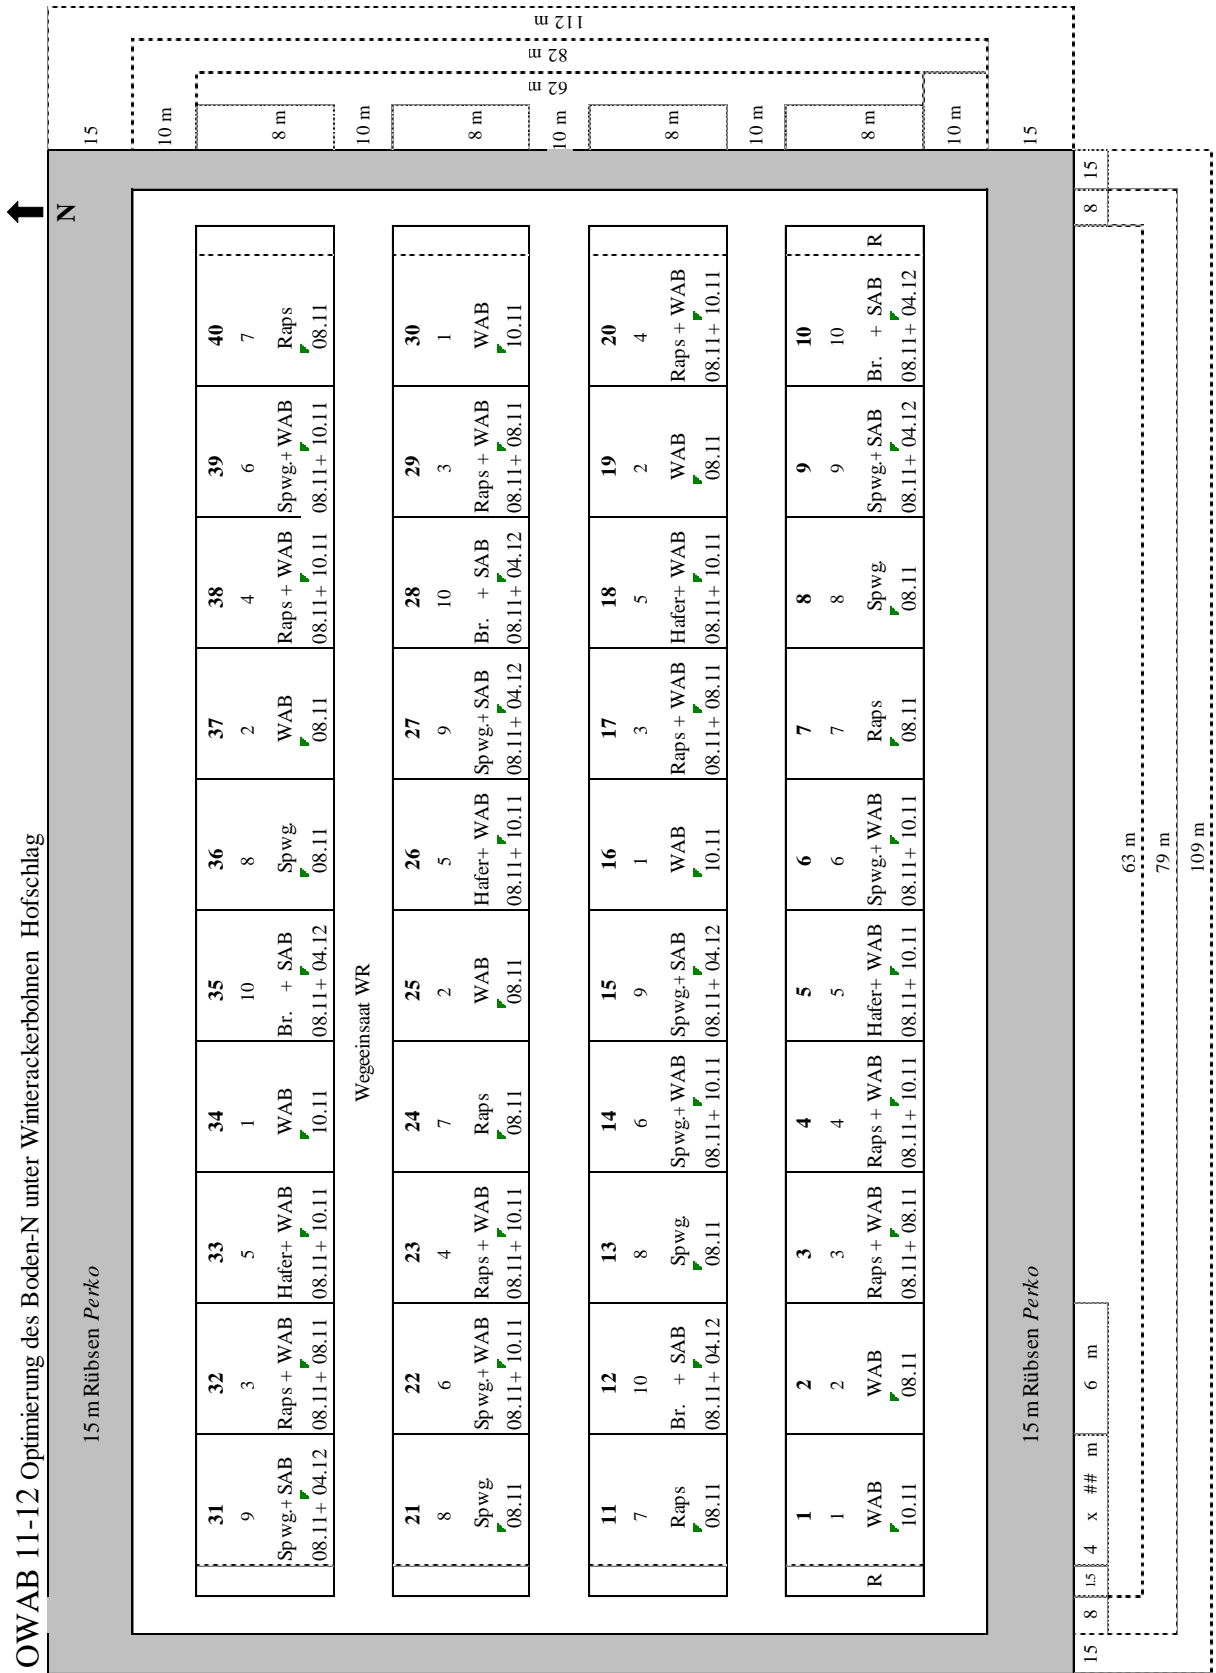 OWAB 11-12 Optimierung des Boden-N unter Winterackerbohnen Hofschlag
N
15 m Rübsen Perko
31
9
Spwg.+ SAB
08.11+ 04.12
32
3
Raps + WAB
08.11+ 08.11
33
5
Hafer+ WAB
08.11+ 10.11
34
1
WAB
10.11
35
10
Br. + SAB
08.11+ 04.12
36
8
Spwg.
08.11
37
2
WAB
08.11
38
4
Raps + WAB
08.11+ 10.11
39
6
Spwg.+ WAB
08.11+ 10.11
40
7
Raps
08.11
Wegeeinsaat WR
21
8
Spwg.
08.11
22
6
Spwg.+ WAB
08.11+ 10.11
23
4
Raps + WAB
08.11+ 10.11
24
7
Raps
08.11
25
2
WAB
08.11
26
5
Hafer+ WAB
08.11+ 10.11
27
9
Spwg.+ SAB
08.11+ 04.12
28
10
Br. + SAB
08.11+ 04.12
29
3
Raps + WAB
08.11+ 08.11
30
1
WAB
10.11
11
7
Raps
08.11
12
10
Br. + SAB
08.11+ 04.12
13
8
Spwg.
08.11
14
6
Spwg.+ WAB
08.11+ 10.11
15
9
Spwg.+ SAB
08.11+ 04.12
16
1
WAB
10.11
17
3
Raps + WAB
08.11+ 08.11
18
5
Hafer+ WAB
08.11+ 10.11
19
2
WAB
08.11
20
4
Raps + WAB
08.11+ 10.11
R
1
1
WAB
10.11
2
2
WAB
08.11
3
3
Raps + WAB
08.11+ 08.11
4
4
Raps + WAB
08.11+ 10.11
5
5
Hafer+ WAB
08.11+ 10.11
6
6
Spwg.+ WAB
08.11+ 10.11
7
7
Raps
08.11
8
8
Spwg.
08.11
9
9
Spwg.+ SAB
08.11+ 04.12
10
10
Br. + SAB
08.11+ 04.12
R
15 m Rübsen Perko
15
10 m
8 m
10 m
8 m
10 m
8 m
10 m
8 m
10 m
15
62 m
82 m
112 m
15 8 1.5 4 x ## m 6 m 8 15
63 m
79 m
109 m